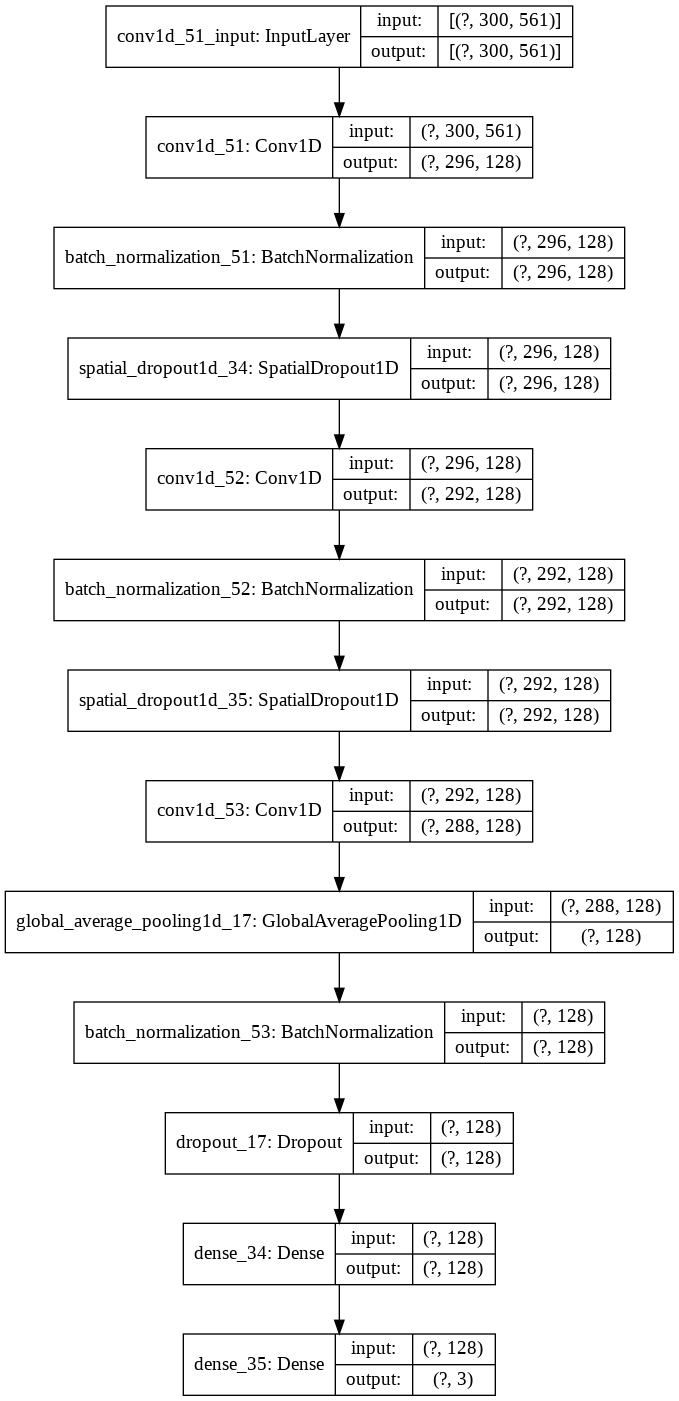 conv1d_51_input: InputLayer input: [(?, 300, 561)]
output: [(?, 300, 561)]
conv1d_51: Conv1D input: (?, 300, 561)
output: (?, 296, 128)
batch_normalization_51: BatchNormalization input: (?, 296, 128)
output: (?, 296, 128)
spatial_dropout1d_34: SpatialDropout1D input: (?, 296, 128)
output: (?, 296, 128)
conv1d_52: Conv1D input: (?, 296, 128)
output: (?, 292, 128)
batch_normalization_52: BatchNormalization input: (?, 292, 128)
output: (?, 292, 128)
spatial_dropout1d_35: SpatialDropout1D input: (?, 292, 128)
output: (?, 292, 128)
conv1d_53: Conv1D input: (?, 292, 128)
output: (?, 288, 128)
global_average_pooling1d_17: GlobalAveragePooling1D input: (?, 288, 128)
output: (?, 128)
batch_normalization_53: BatchNormalization input: (?, 128)
output: (?, 128)
dropout_17: Dropout input: (?, 128)
output: (?, 128)
dense_34: Dense input: (?, 128)
output: (?, 128)
dense_35: Dense input: (?, 128)
output: (?, 3)